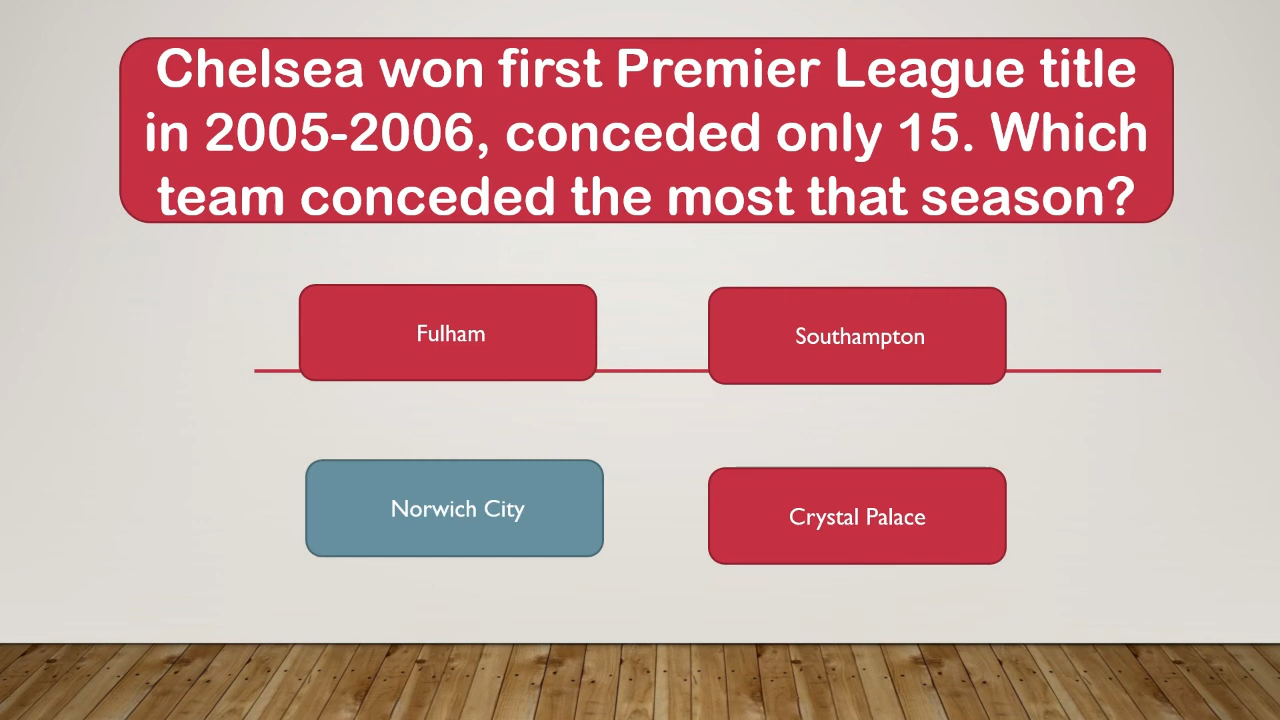 Chelsea won first Premier League title
in 2005-2006, conceded only 15. Which
team conceded the most that season?
Fulham
Southampton
Norwich City
Crystal Palace